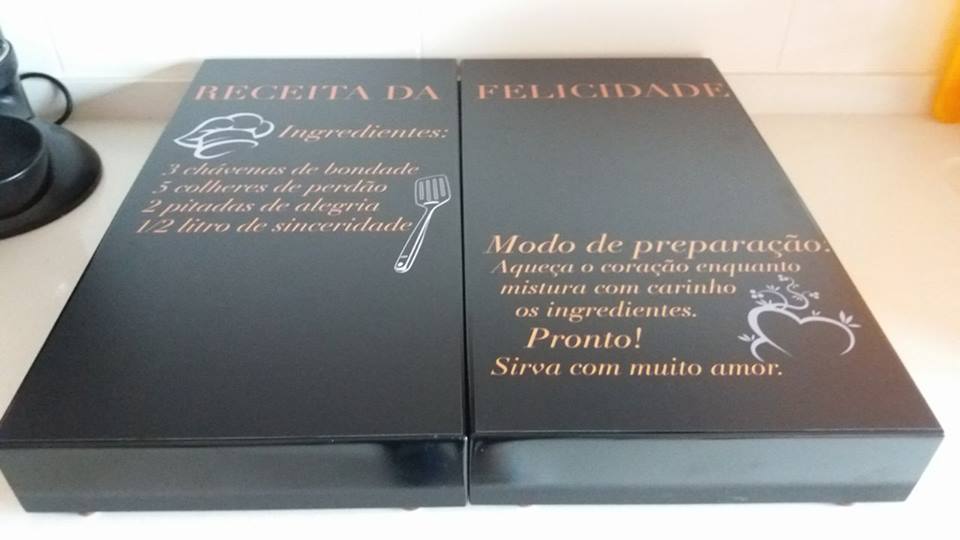 RECEITA DA FELICIDADE
Ingredientes:
3 chávenas de bondade
5 colheres de perdão
2 pitadas de alegria
1/2 litro de sinceridade
Modo de preparação:
Aqueça o coração enquanto
mistura com carinho
os ingredientes.
Pronto!
Sirva com muito amor.